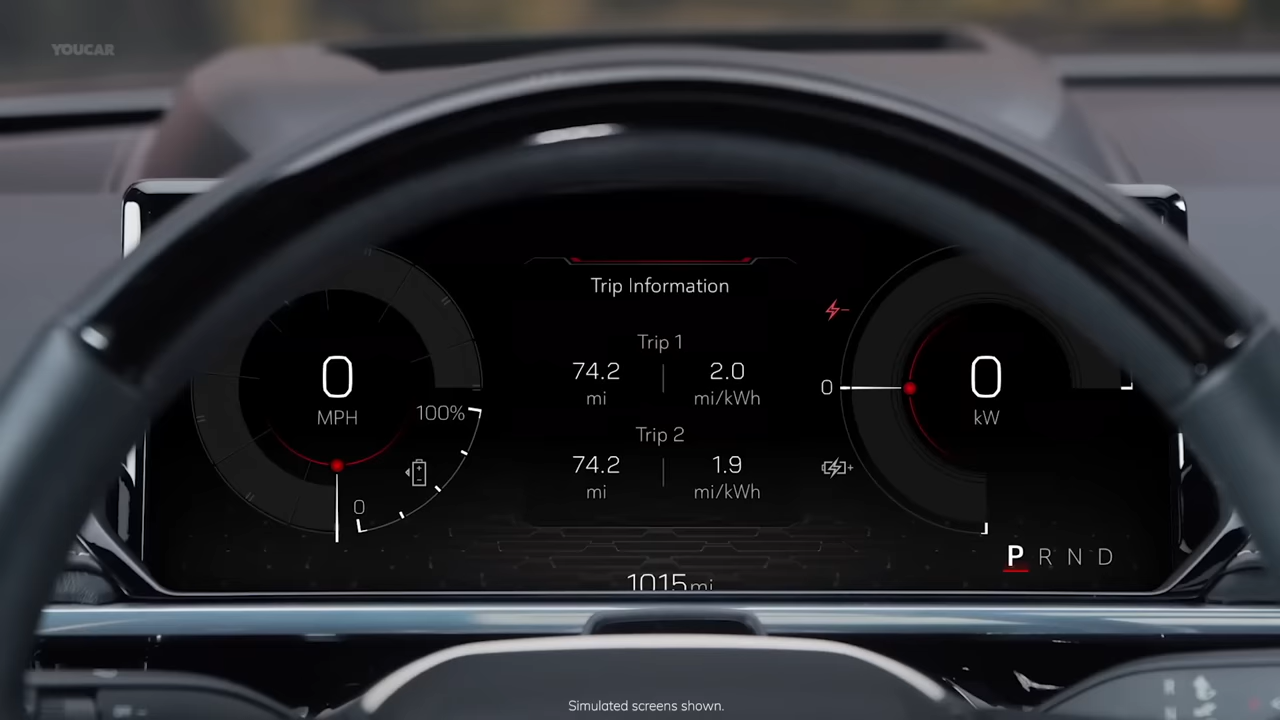 YOUCAR
Trip Information
Trip 1
74.2 2.0
mi mi/kWh
Trip 2
74.2 1.9
mi mi/kWh
0
MPH
100%
0
0
0
kW
P R N D
1015mi
R
N
Simulated screens shown.